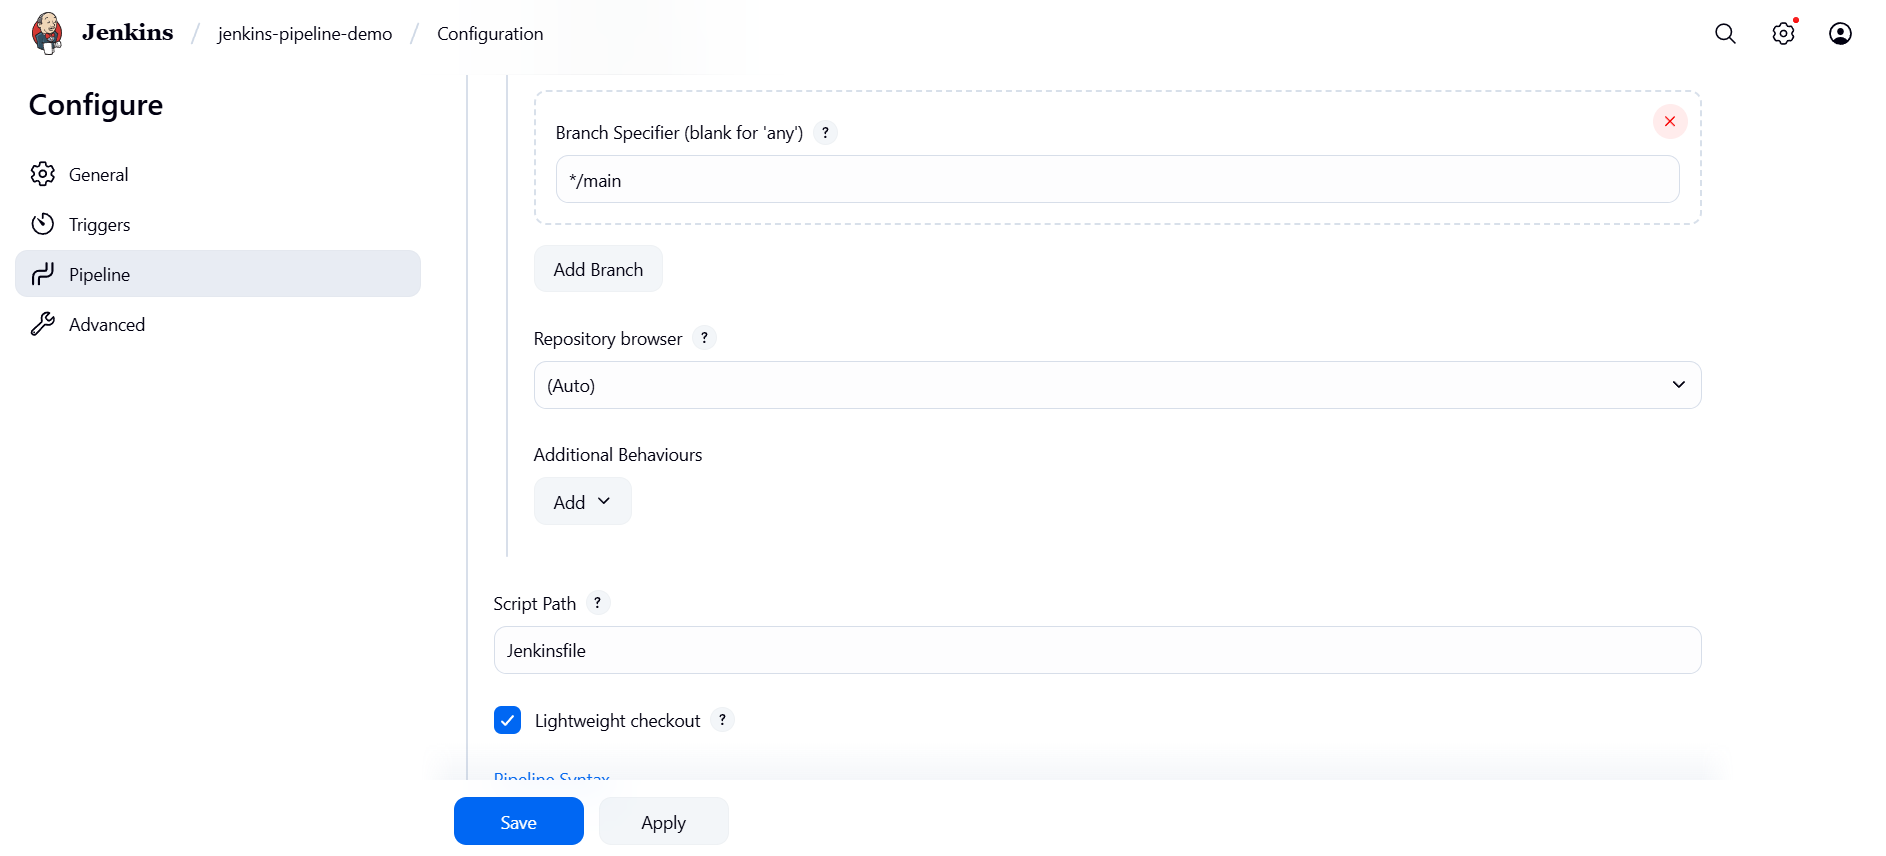 Jenkins / jenkins-pipeline-demo / Configuration
Configure
General
Triggers
Pipeline
Advanced
Branch Specifier (blank for 'any') ?
*/main
Add Branch
Repository browser ?
(Auto)
Additional Behaviours
Add
Script Path ?
Jenkinsfile
Lightweight checkout ?
Pipeline Syntax
Save
Apply